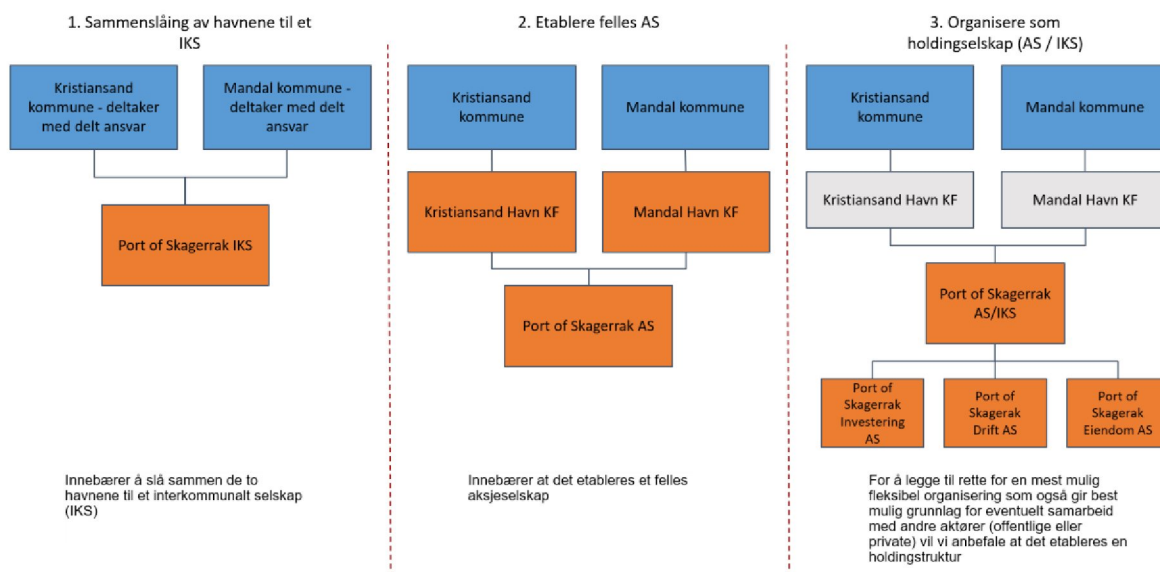 1. Sammenslåing av havnene til et
IKS
Kristiansand
kommune - deltaker
med delt ansvar
Mandal kommune -
deltaker med delt
ansvar
Port of Skagerrak IKS
Innebærer å slå sammen de to
havnene til et interkommunalt selskap
(IKS)
2. Etablere felles AS
Kristiansand
kommune
Mandal kommune
Kristiansand Havn KF
Mandal Havn KF
Port of Skagerrak AS
Innebærer at det etableres et felles
aksjeselskap
3. Organisere som
holdingselskap (AS / IKS)
Kristiansand
kommune
Mandal kommune
Kristiansand Havn KF
Mandal Havn KF
Port of Skagerrak
AS/IKS
Port of
Skagerrak
Investering
AS
Port of
Skagerak
Drift AS
Port of
Skagerak
Eiendom AS
For å legge til rette for en mest mulig
fleksibel organisering som også gir best
mulig grunnlag for eventuelt samarbeid
med andre aktører (offentlige eller
private) vil vi anbefale at det etableres en
holdingstruktur